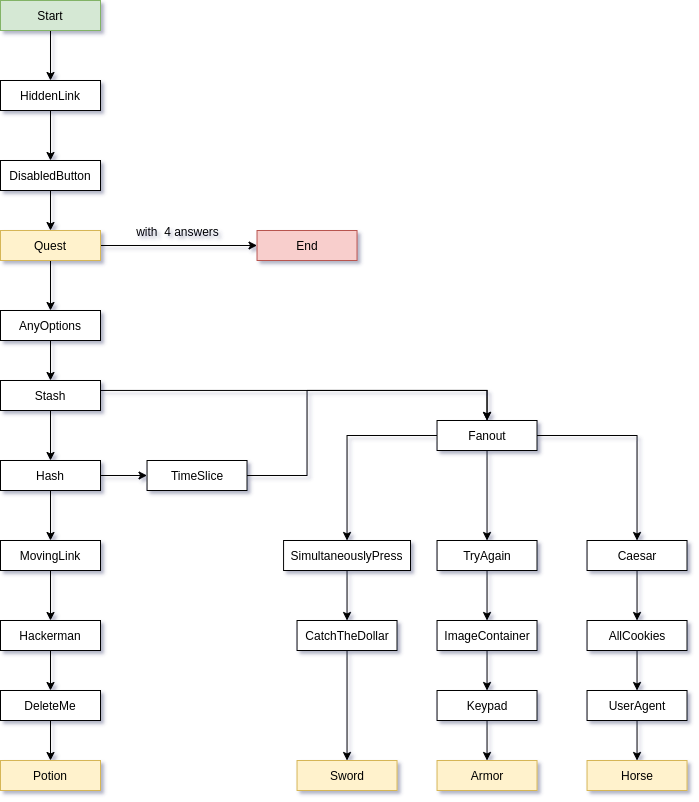 Start
HiddenLink
DisabledButton
Quest
with 4 answers
End
AnyOptions
Stash
Fanout
Hash
TimeSlice
MovingLink
SimultaneouslyPress
TryAgain
Caesar
Hackerman
CatchTheDollar
ImageContainer
AllCookies
DeleteMe
Keypad
UserAgent
Potion
Sword
Armor
Horse